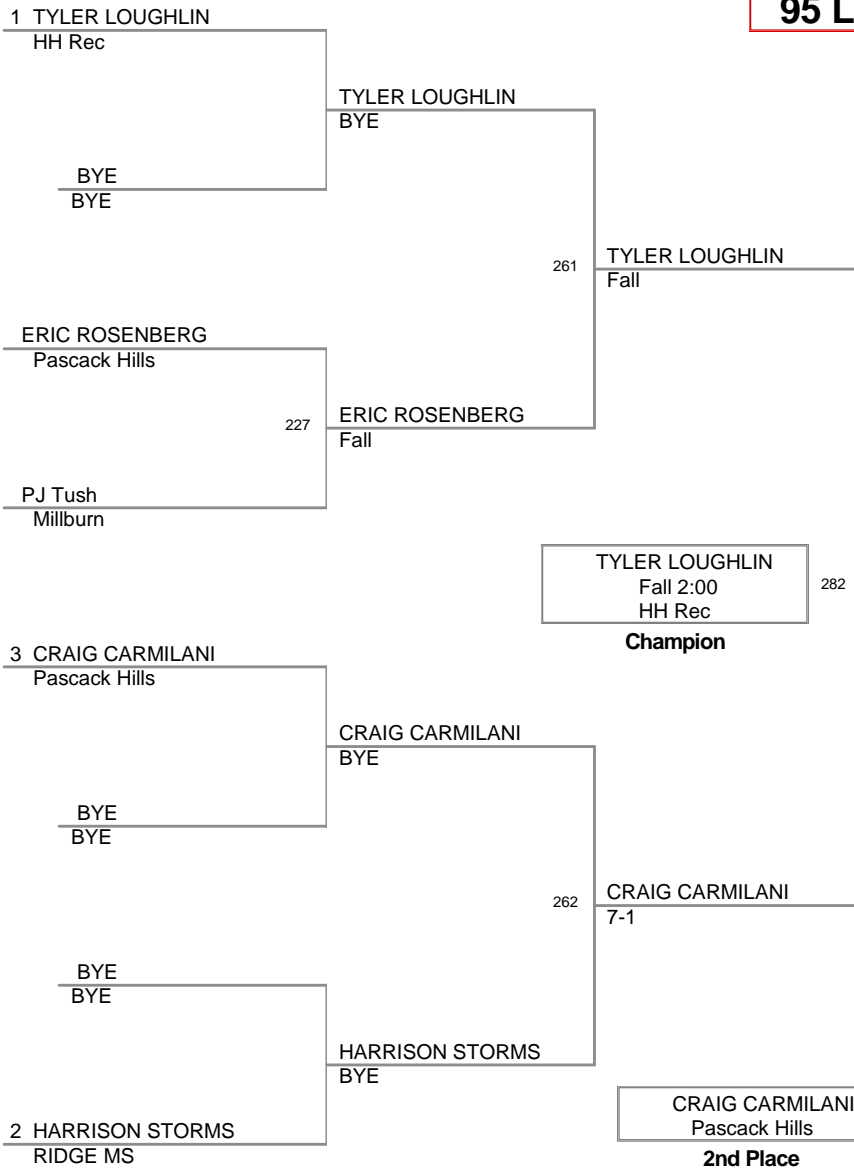 95 L
1 TYLER LOUGHLIN
HH Rec
TYLER LOUGHLIN
BYE
BYE
BYE
261
TYLER LOUGHLIN
Fall
ERIC ROSENBERG
Pascack Hills
227
ERIC ROSENBERG
Fall
PJ Tush
Millburn
TYLER LOUGHLIN
Fall 2:00
HH Rec
282
Champion
3 CRAIG CARMILANI
Pascack Hills
CRAIG CARMILANI
BYE
BYE
BYE
262
CRAIG CARMILANI
7-1
BYE
BYE
HARRISON STORMS
BYE
2 HARRISON STORMS
RIDGE MS
CRAIG CARMILANI
Pascack Hills
2nd Place